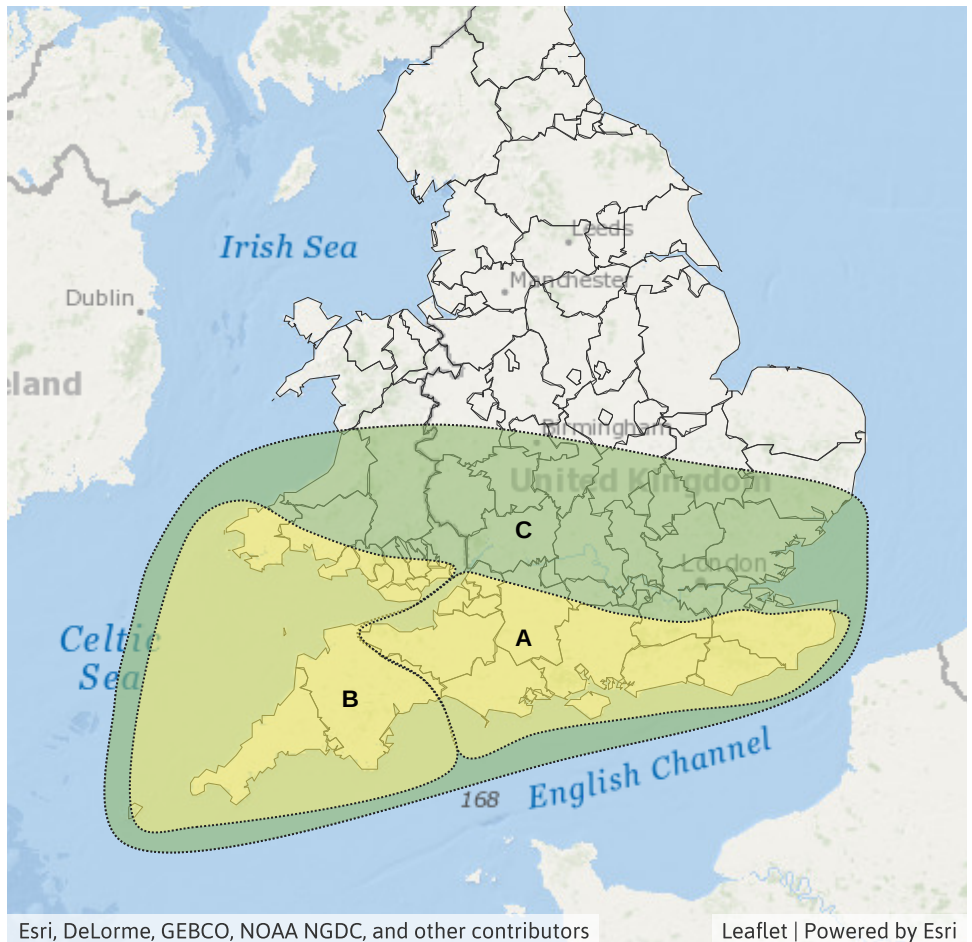 Leeds
Irish Sea
Manchester
Dublin
eland
Birmingham
United Kingdom
C
London
Celtic
Sea
A
B
English Channel
168
Esri, DeLorme, GEBCO, NOAA NGDC, and other contributors
Leaflet | Powered by Esri